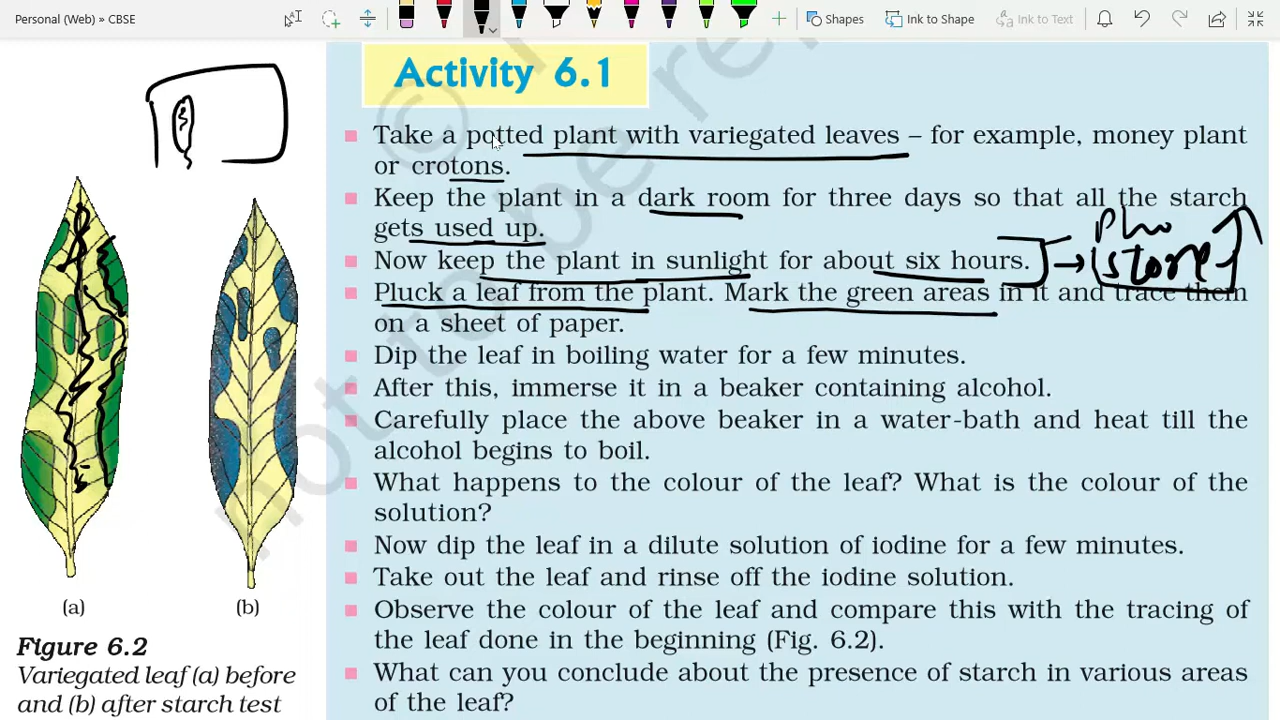 Personal (Web) » CBSE
Shapes
Ink to Shape
Ink to Text
Activity 6.1
Take a potted plant with variegated leaves – for example, money plant
or crotons.
Keep the plant in a dark room for three days so that all the starch
gets used up.
Now keep the plant in sunlight for about six hours.
Pho
store
Pluck a leaf from the plant. Mark the green areas in it and trace them
on a sheet of paper.
Dip the leaf in boiling water for a few minutes.
After this, immerse it in a beaker containing alcohol.
Carefully place the above beaker in a water-bath and heat till the
alcohol begins to boil.
What happens to the colour of the leaf? What is the colour of the
solution?
Now dip the leaf in a dilute solution of iodine for a few minutes.
Take out the leaf and rinse off the iodine solution.
Observe the colour of the leaf and compare this with the tracing of
the leaf done in the beginning (Fig. 6.2).
What can you conclude about the presence of starch in various areas
of the leaf?
(a)
(b)
Figure 6.2
Variegated leaf (a) before
and (b) after starch test
© not to be re